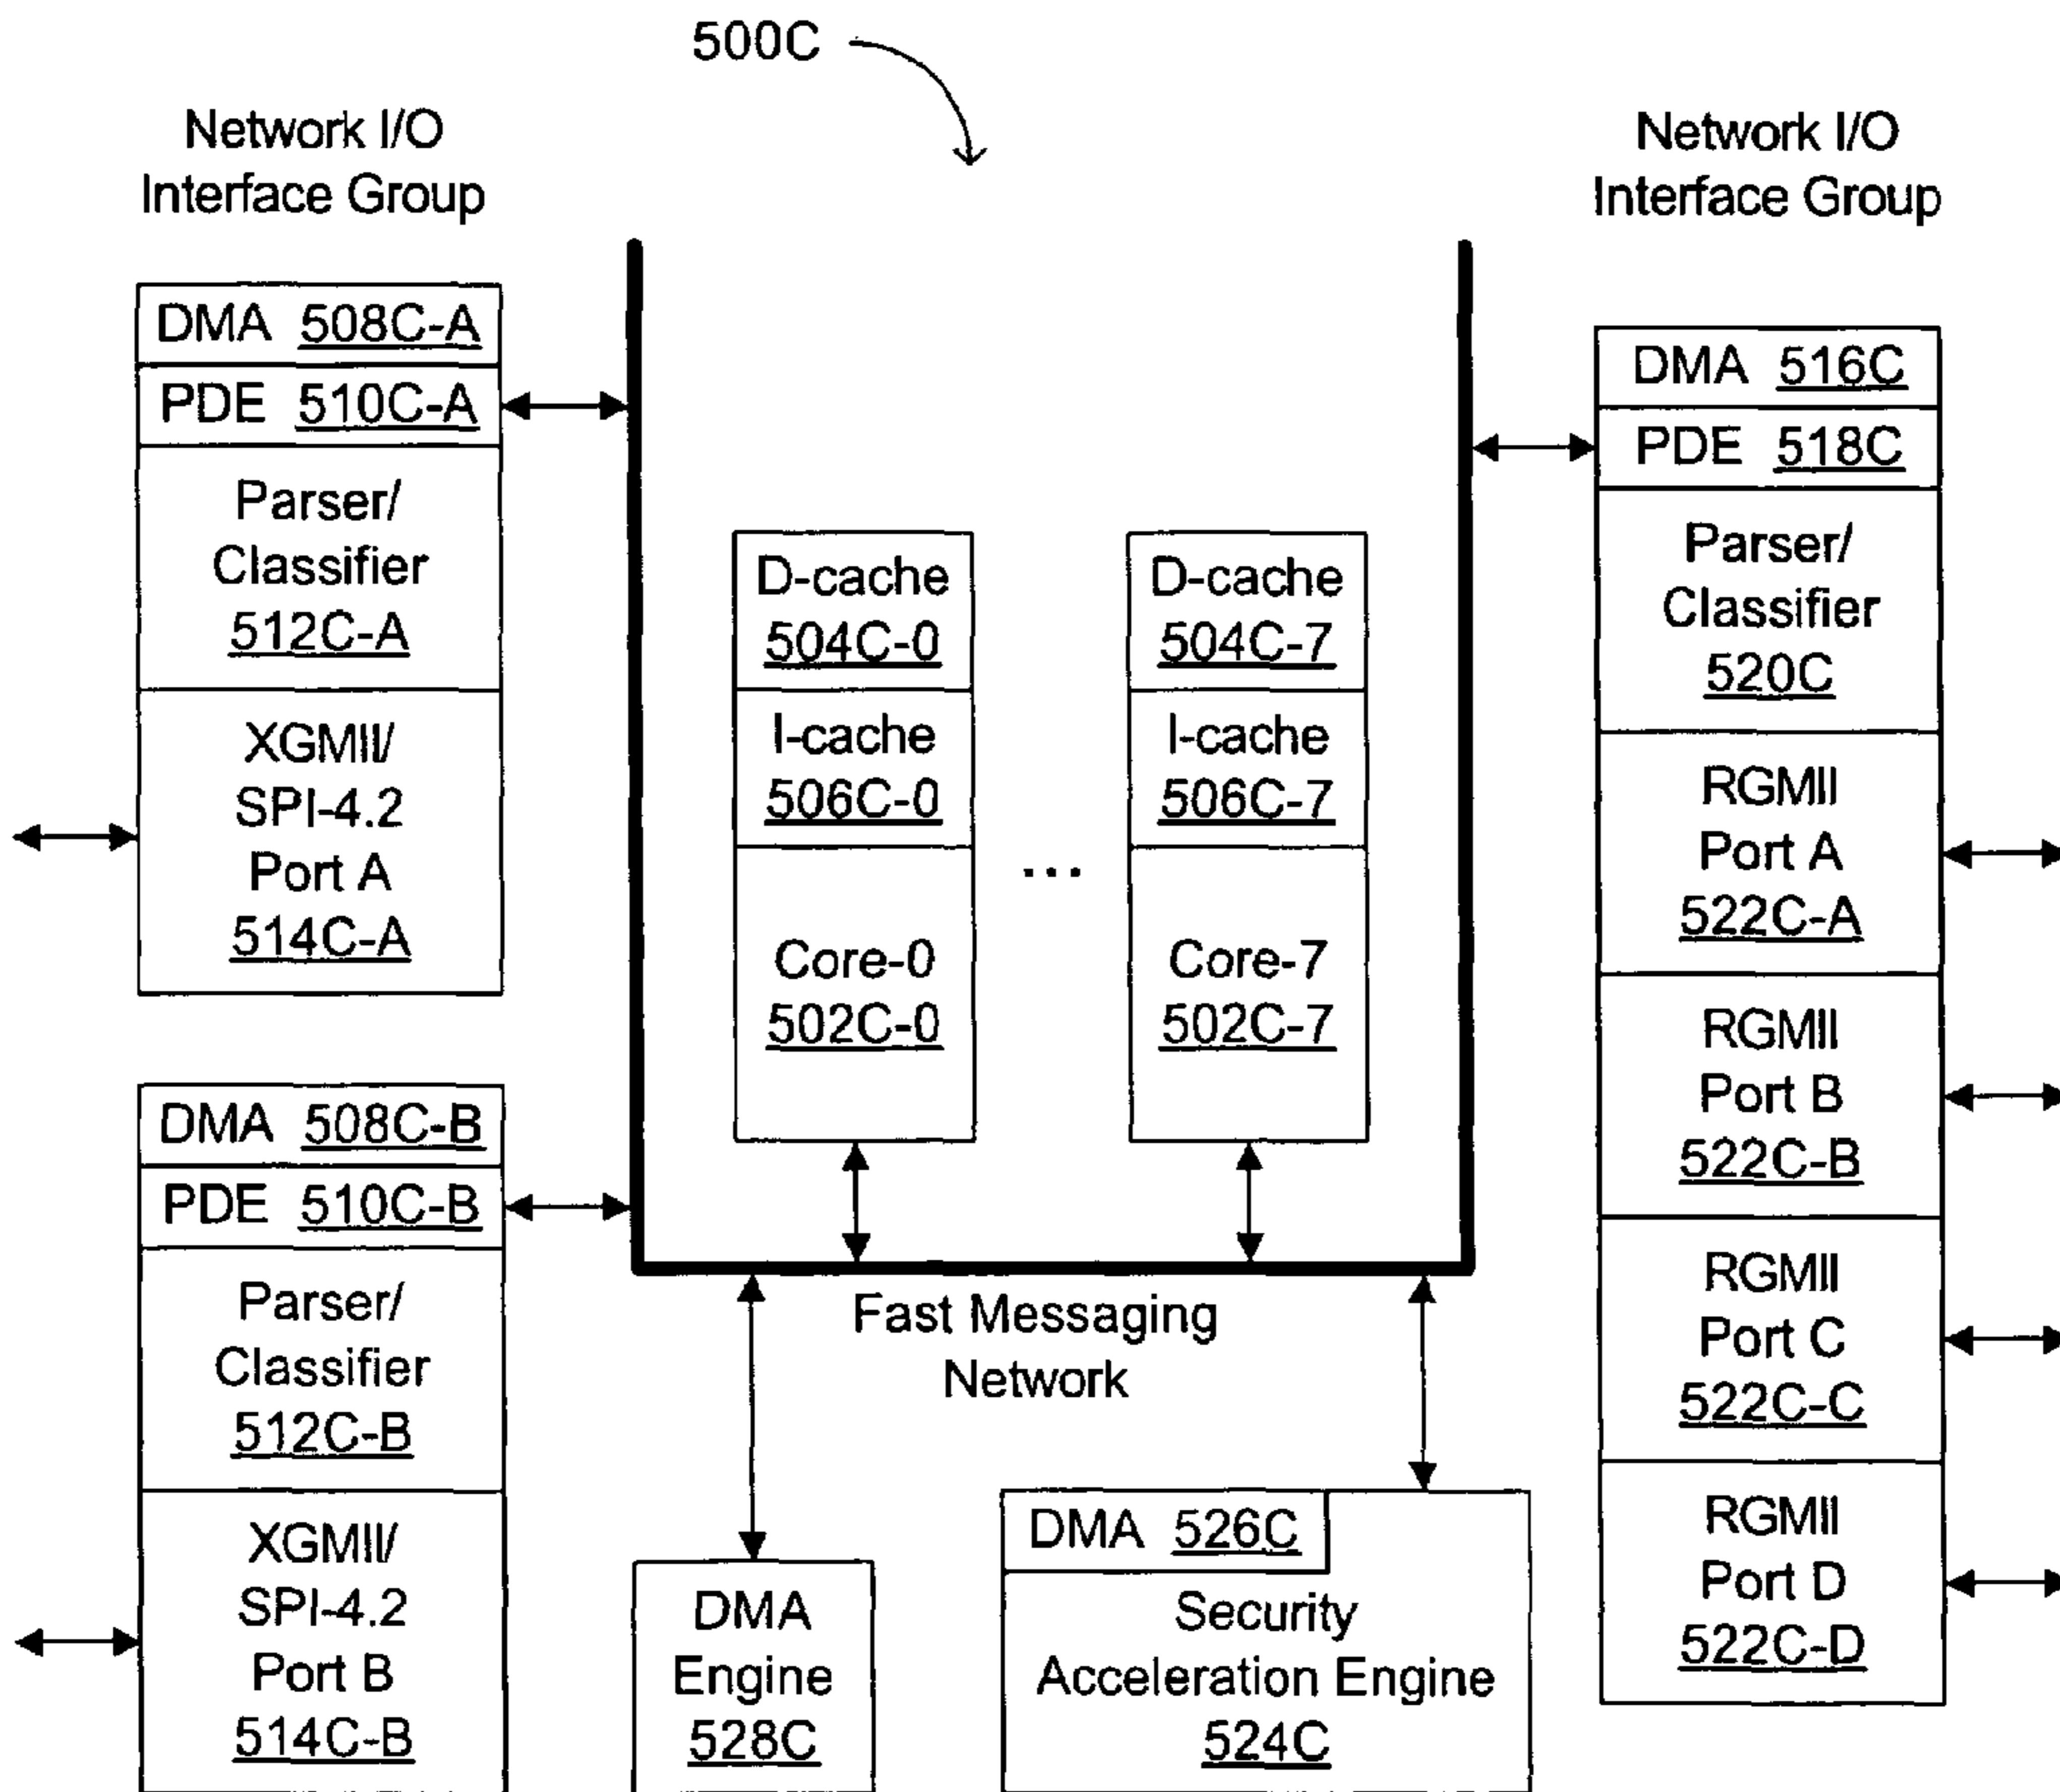 500C
Network I/O
Interface Group
DMA 508C-A
PDE 510C-A
Parser/
Classifier
512C-A
XGMII/
SPI-4.2
Port A
514C-A
DMA 508C-B
PDE 510C-B
Parser/
Classifier
512C-B
XGMII/
SPI-4.2
Port B
514C-B
D-cache
504C-0
I-cache
506C-0
Core-0
502C-0
...
D-cache
504C-7
I-cache
506C-7
Core-7
502C-7
Fast Messaging
Network
DMA
Engine
528C
DMA 526C
Security
Acceleration Engine
524C
Network I/O
Interface Group
DMA 516C
PDE 518C
Parser/
Classifier
520C
RGMII
Port A
522C-A
RGMII
Port B
522C-B
RGMII
Port C
522C-C
RGMII
Port D
522C-D